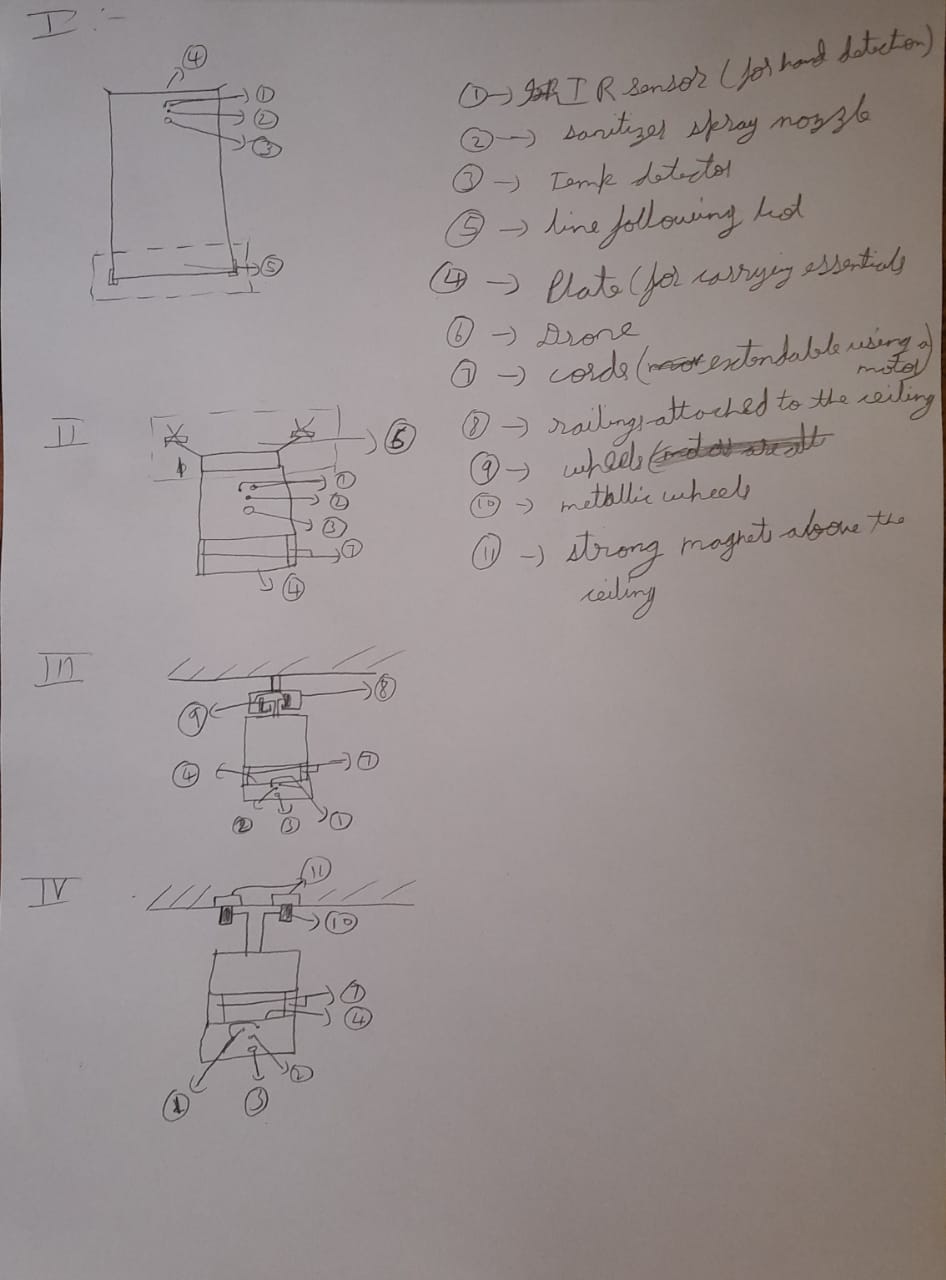 I :-
④
①
②
③
⑤
① → IR sensor (for hand detection)
② → sanitizer spray nozzle
③ → Temp detector
⑤ → line following bot
④ → Plate (for carrying essentials
⑥ → Drone
⑦ → cords (extendable using a
motor)
⑧ → railings attached to the ceiling
⑨ → wheels
⑩ → metallic wheels
⑪ → strong magnets above the
ceiling
II
⑥
①
②
③
⑦
④
III
⑧
⑨
⑦
④
② ③ ①
IV
⑪
⑩
⑦
④
②
① ③